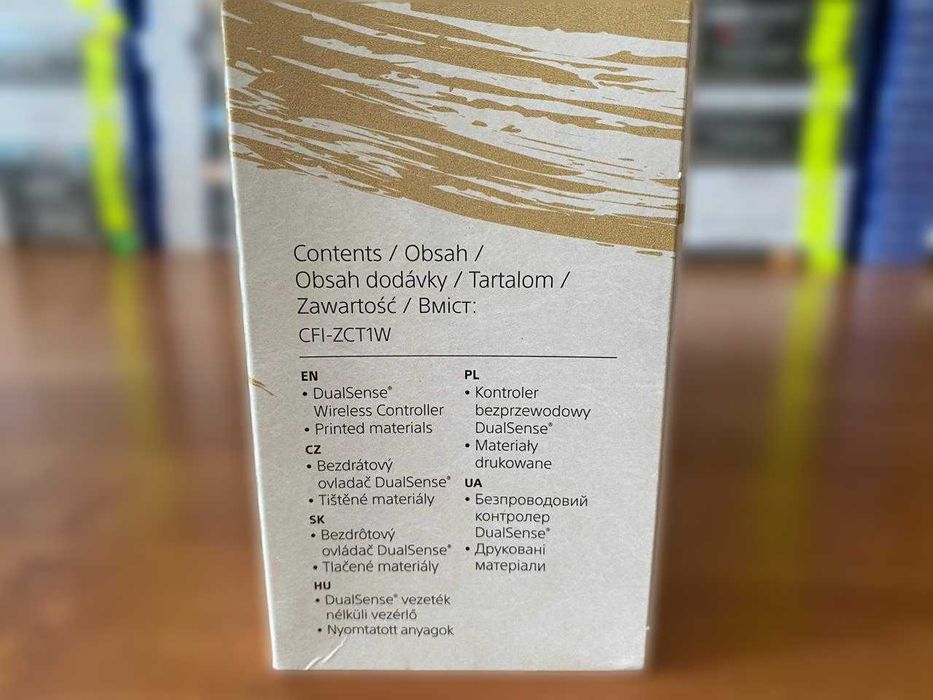 Contents / Obsah /
Obsah dodávky / Tartalom /
Zawartość / Вміст:
CFI-ZCT1W
EN
• DualSense®
Wireless Controller
• Printed materials
CZ
• Bezdrátový
ovladač DualSense®
• Tištěné materiály
SK
• Bezdrôtový
ovládač DualSense®
• Tlačené materiály
HU
• DualSense® vezeték
nélküli vezérlő
• Nyomtatott anyagok
PL
• Kontroler
bezprzewodowy
DualSense®
• Materiały
drukowane
UA
• Безпроводовий
контролер
DualSense®
• Друковані
матеріали